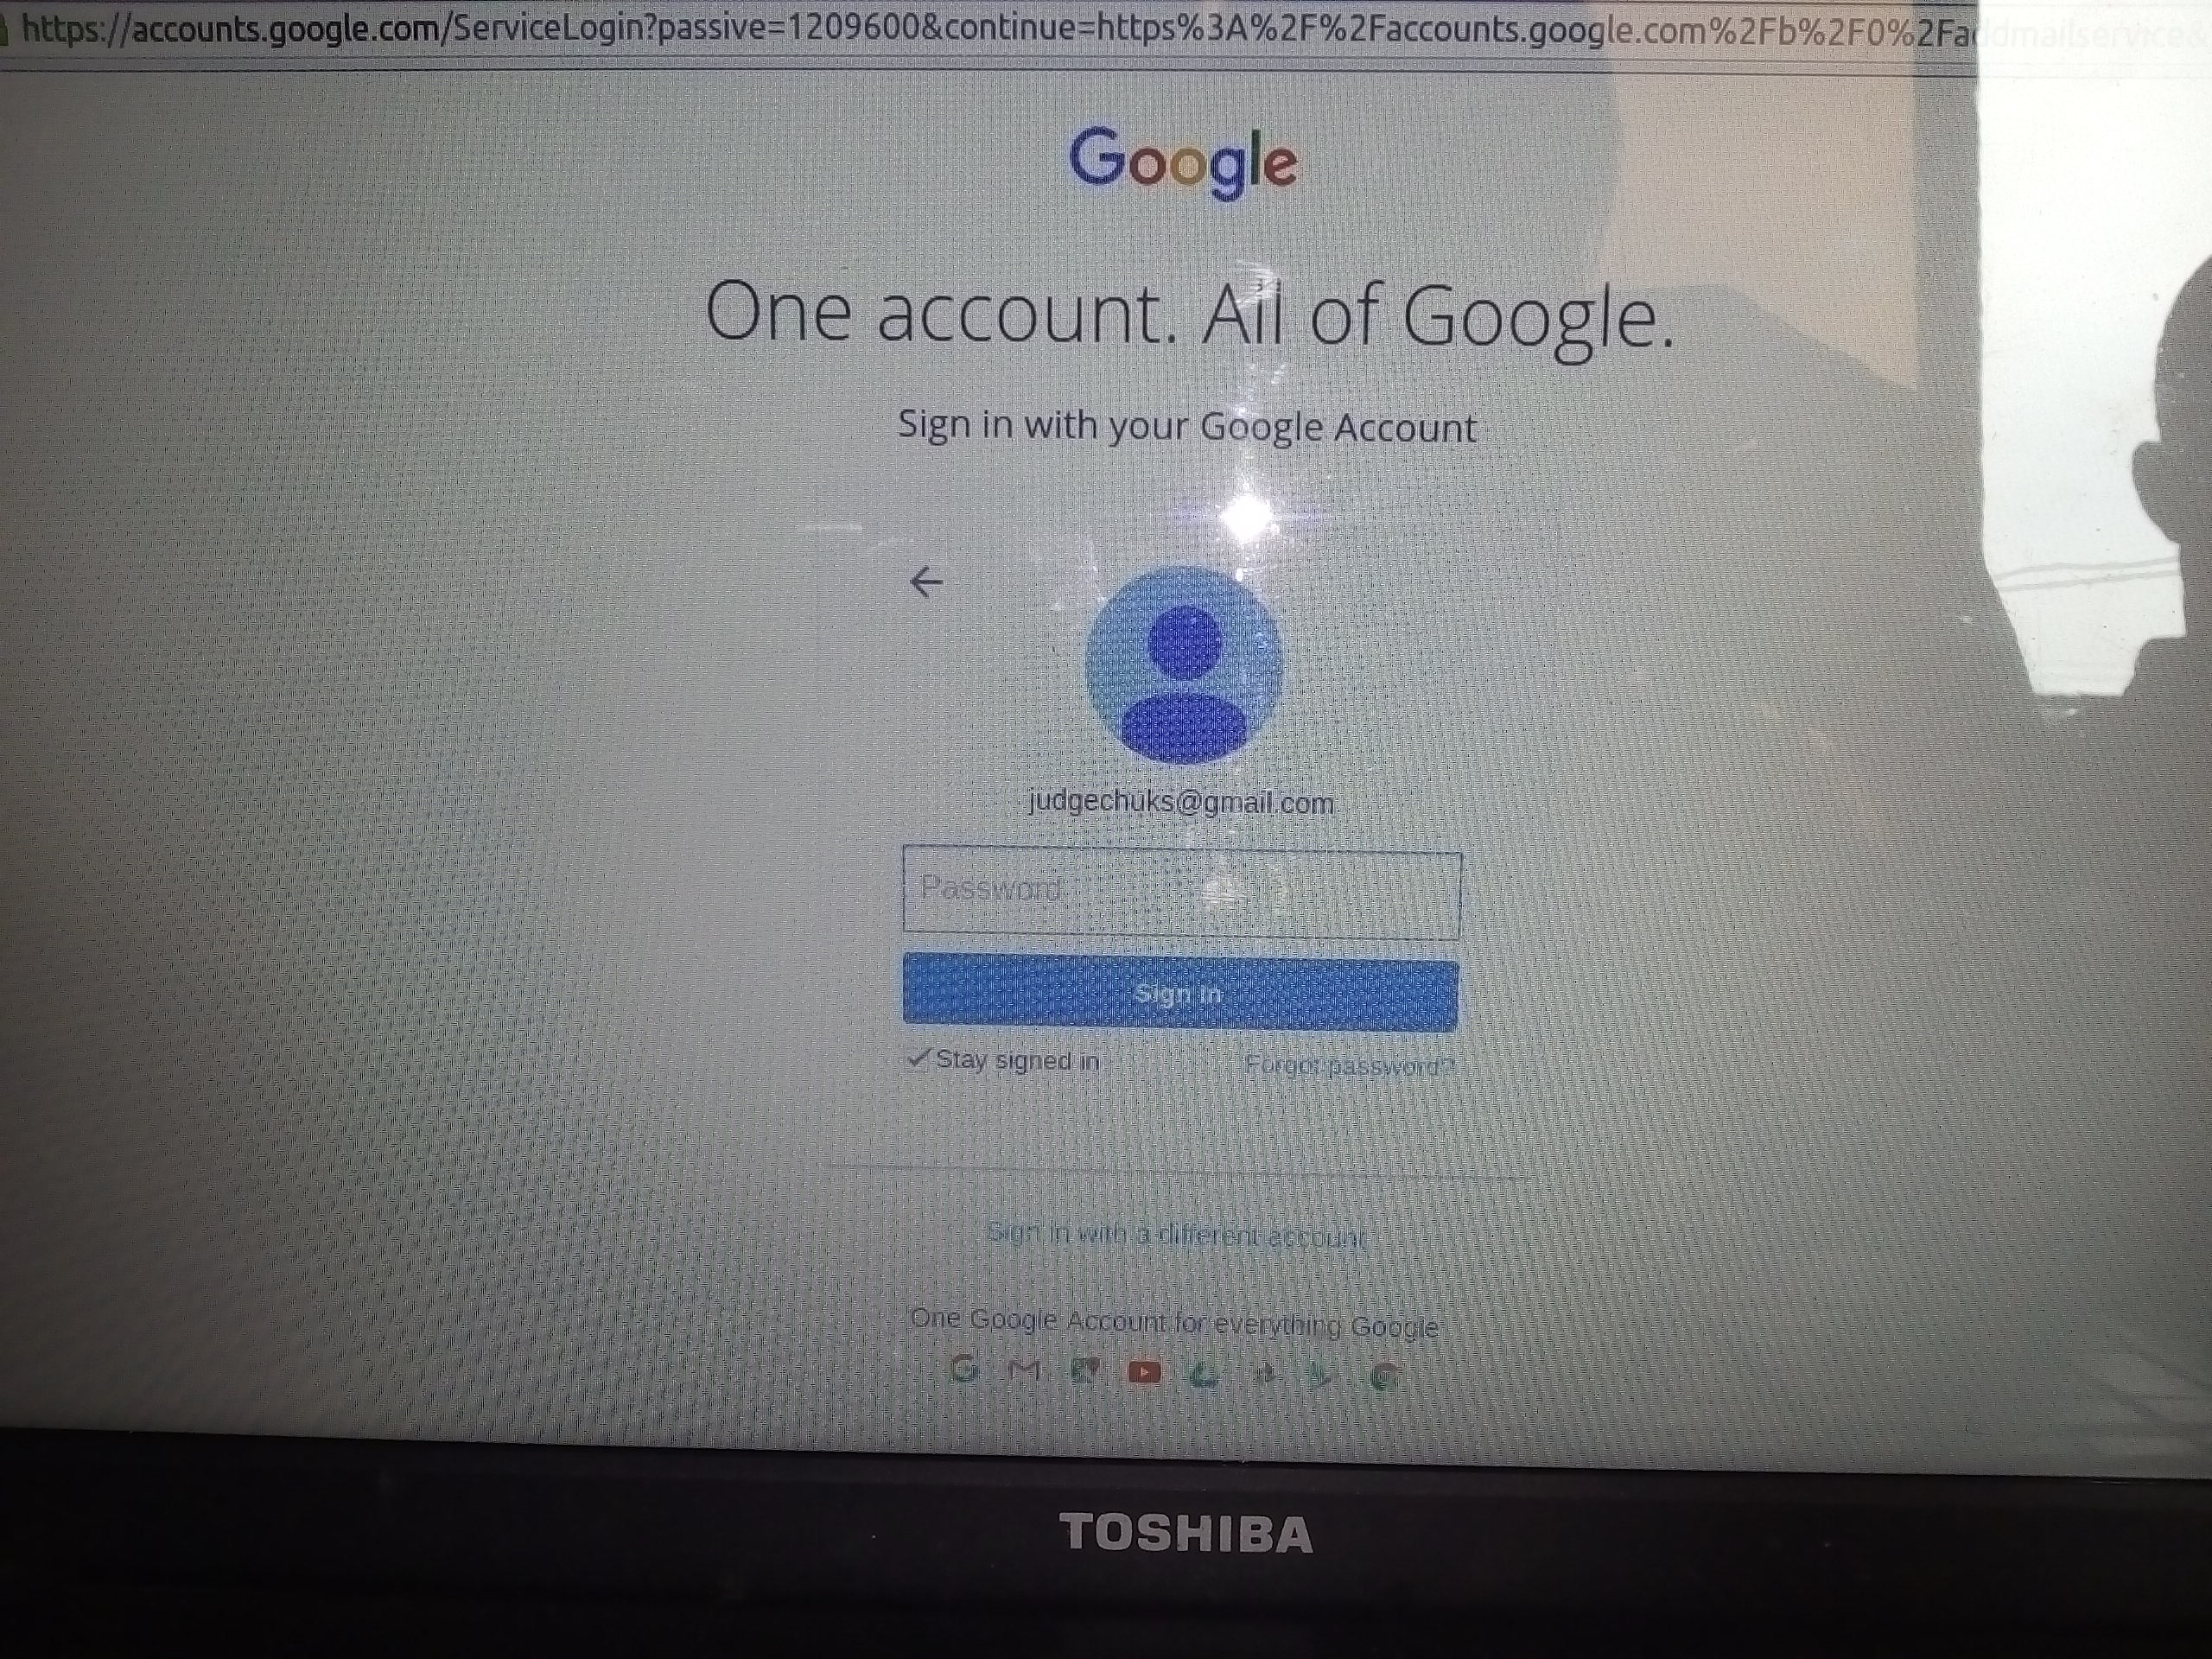 https://accounts.google.com/ServiceLogin?passive=1209600&continue=https%3A%2F%2Faccounts.google.com%2Fb%2F0%2Faddmailservice&
Google
One account. All of Google.
Sign in with your Google Account
judgechuks@gmail.com
Password
Sign in
Stay signed in Forgot password?
Sign in with a different account
One Google Account for everything Google
TOSHIBA